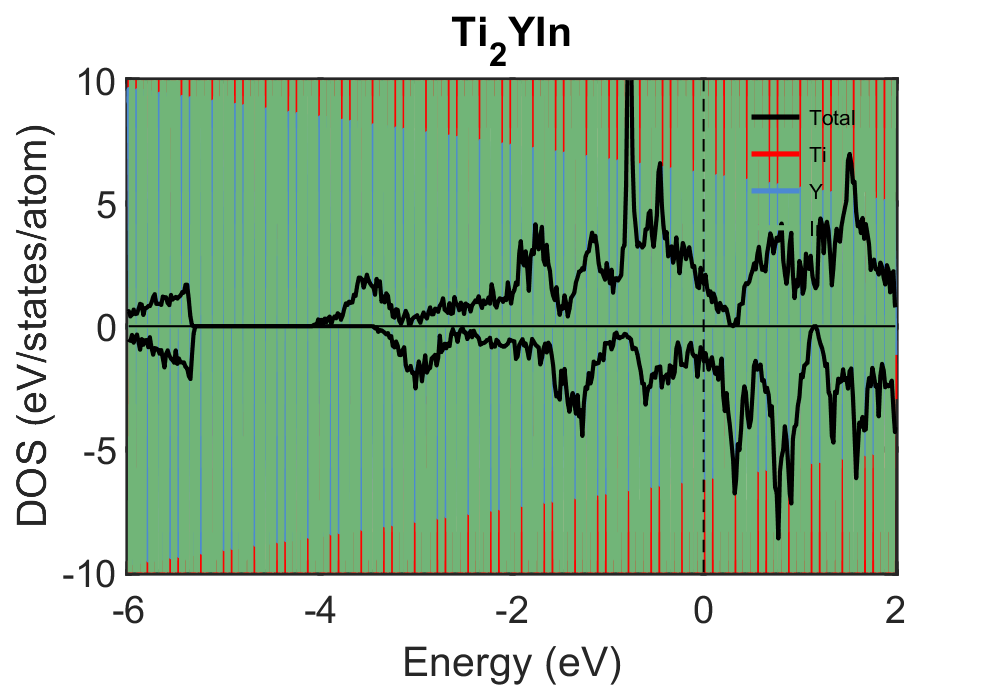 Ti2YIn
10
5
0
-5
-10
DOS (eV/states/atom)
Total
Ti
Y
-6
-4
-2
0
2
Energy (eV)